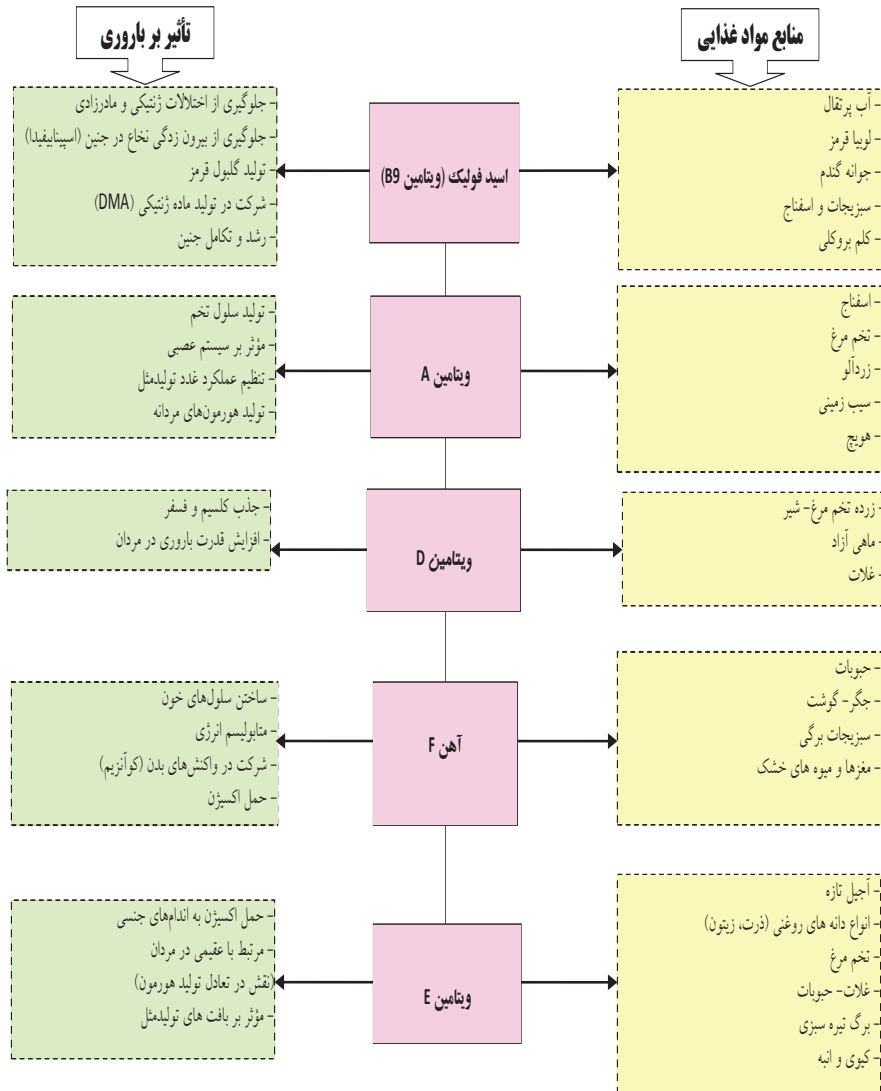 منابع مواد غذایی
تأثیر بر باروری
- آب پرتقال
- لوبیا قرمز
- جوانه گندم
- سبزیجات و اسفناج
- کلم بروکلی
اسید فولیک (ویتامین B9)
- جلوگیری از اختلالات ژنتیکی و مادرزادی
- جلوگیری از بیرون زدگی نخاع در جنین (اسپینابیفیدا)
- تولید گلبول قرمز
- شرکت در تولید ماده ژنتیکی (DMA)
- رشد و تکامل جنین
- اسفناج
- تخم مرغ
- زردآلو
- سیب زمینی
- هویج
ویتامین A
- تولید سلول تخم
- مؤثر بر سیستم عصبی
- تنظیم عملکرد غدد تولیدمثل
- تولید هورمون‌های مردانه
- زرده تخم مرغ- شیر
- ماهی آزاد
- غلات
ویتامین D
- جذب کلسیم و فسفر
- افزایش قدرت باروری در مردان
- حبوبات
- جگر- گوشت
- سبزیجات برگی
- مغزها و میوه های خشک
آهن F
- ساختن سلول‌های خون
- متابولیسم انرژی
- شرکت در واکنش‌های بدن (کوآنزیم)
- حمل اکسیژن
- آجیل تازه
- انواع دانه های روغنی (ذرت، زیتون)
- تخم مرغ
- غلات- حبوبات
- برگ تیره سبزی
- کیوی و انبه
ویتامین E
- حمل اکسیژن به اندام‌های جنسی
- مرتبط با عقیمی در مردان
(نقش در تعادل تولید هورمون)
- مؤثر بر بافت های تولیدمثل